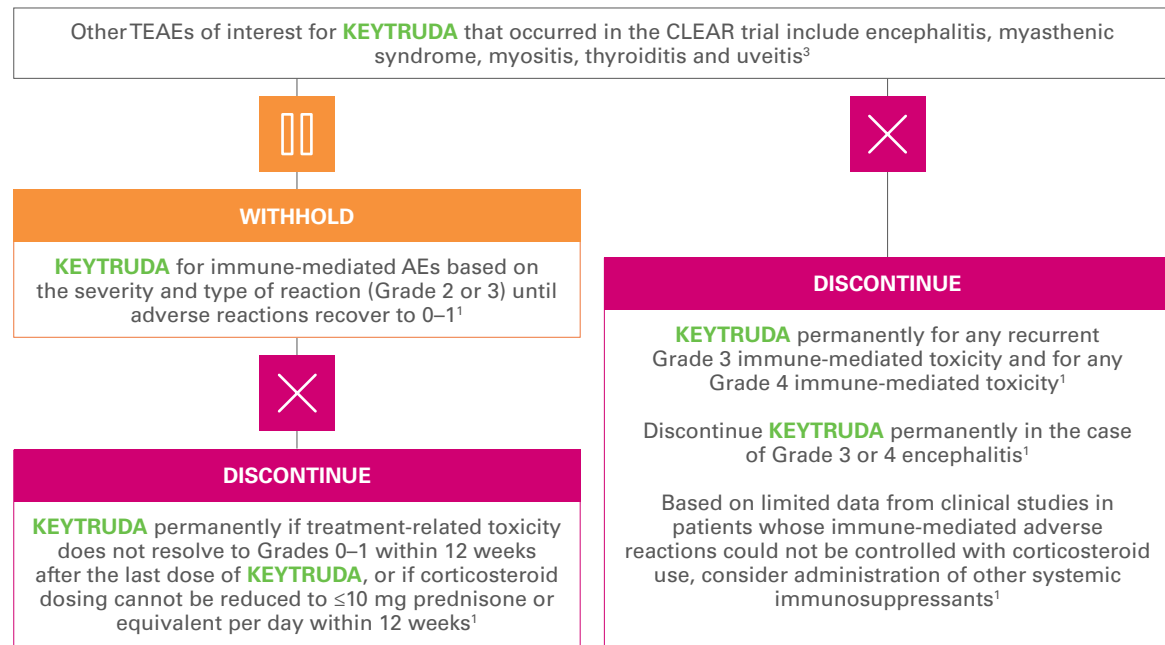 Other TEAEs of interest for KEYTRUDA that occurred in the CLEAR trial include encephalitis, myasthenic
syndrome, myositis, thyroiditis and uveitis³
WITHHOLD
KEYTRUDA for immune-mediated AEs based on
the severity and type of reaction (Grade 2 or 3) until
adverse reactions recover to 0–1¹
DISCONTINUE
KEYTRUDA permanently if treatment-related toxicity
does not resolve to Grades 0–1 within 12 weeks
after the last dose of KEYTRUDA, or if corticosteroid
dosing cannot be reduced to ≤10 mg prednisone or
equivalent per day within 12 weeks¹
DISCONTINUE
KEYTRUDA permanently for any recurrent
Grade 3 immune-mediated toxicity and for any
Grade 4 immune-mediated toxicity¹
Discontinue KEYTRUDA permanently in the case
of Grade 3 or 4 encephalitis¹
Based on limited data from clinical studies in
patients whose immune-mediated adverse
reactions could not be controlled with corticosteroid
use, consider administration of other systemic
immunosuppressants¹